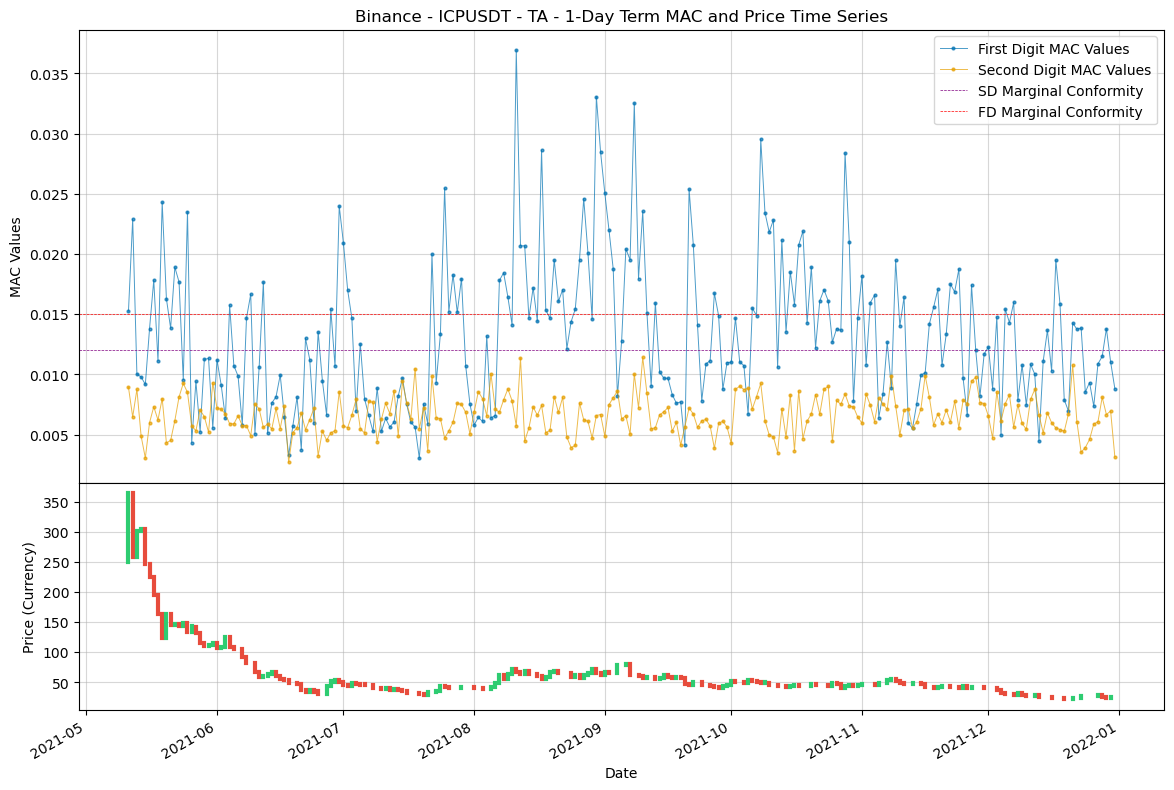 Binance - ICPUSDT - TA - 1-Day Term MAC and Price Time Series
First Digit MAC Values
Second Digit MAC Values
SD Marginal Conformity
FD Marginal Conformity
MAC Values
0.035
0.030
0.025
0.020
0.015
0.010
0.005
Price (Currency)
350
300
250
200
150
100
50
2021-05
2021-06
2021-07
2021-08
2021-09
2021-10
2021-11
2021-12
2022-01
Date